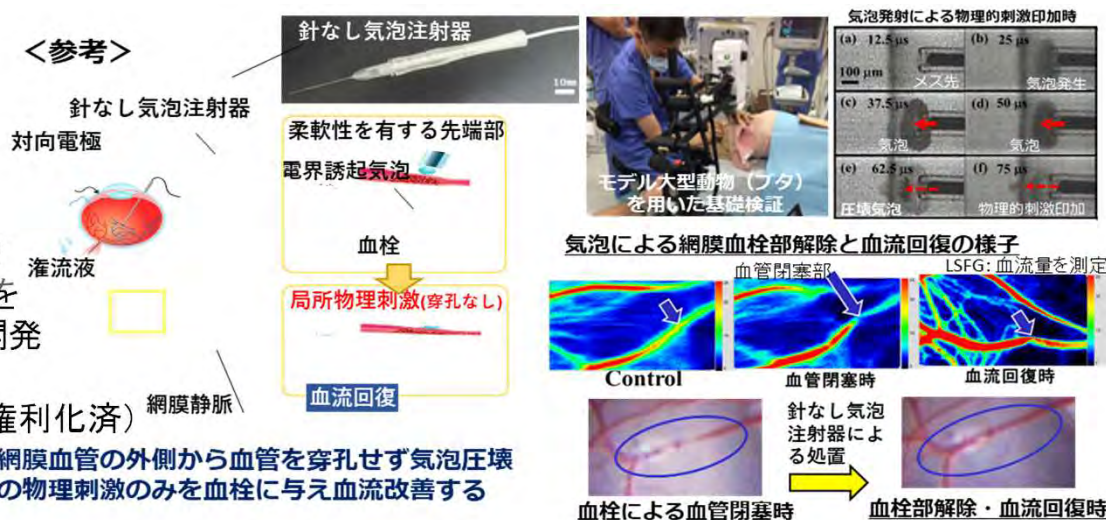 <参考>
針なし気泡注射器
対向電極
灌流液
を
開発
権利化済)
網膜静脈
網膜血管の外側から血管を穿孔せず気泡圧壊
の物理刺激のみを血栓に与え血流改善する
針なし気泡注射器
10mm
柔軟性を有する先端部
電界誘起気泡
血栓
局所物理刺激(穿孔なし)
血流回復
モデル大型動物(ブタ)
を用いた基礎検証
気泡発射による物理的刺激印加時
(a) 12.5 μs
100 μm
メス先
(b) 25 μs
気泡発生
(c) 37.5 μs
気泡
(d) 50 μs
気泡
(e) 62.5 μs
圧壊気泡
(f) 75 μs
物理的刺激印加
気泡による網膜血栓部解除と血流回復の様子
血管閉塞部
LSFG: 血流量を測定
Control
血管閉塞時
血流回復時
針なし気泡
注射器によ
る処置
血栓による血管閉塞時
血栓部解除・血流回復時